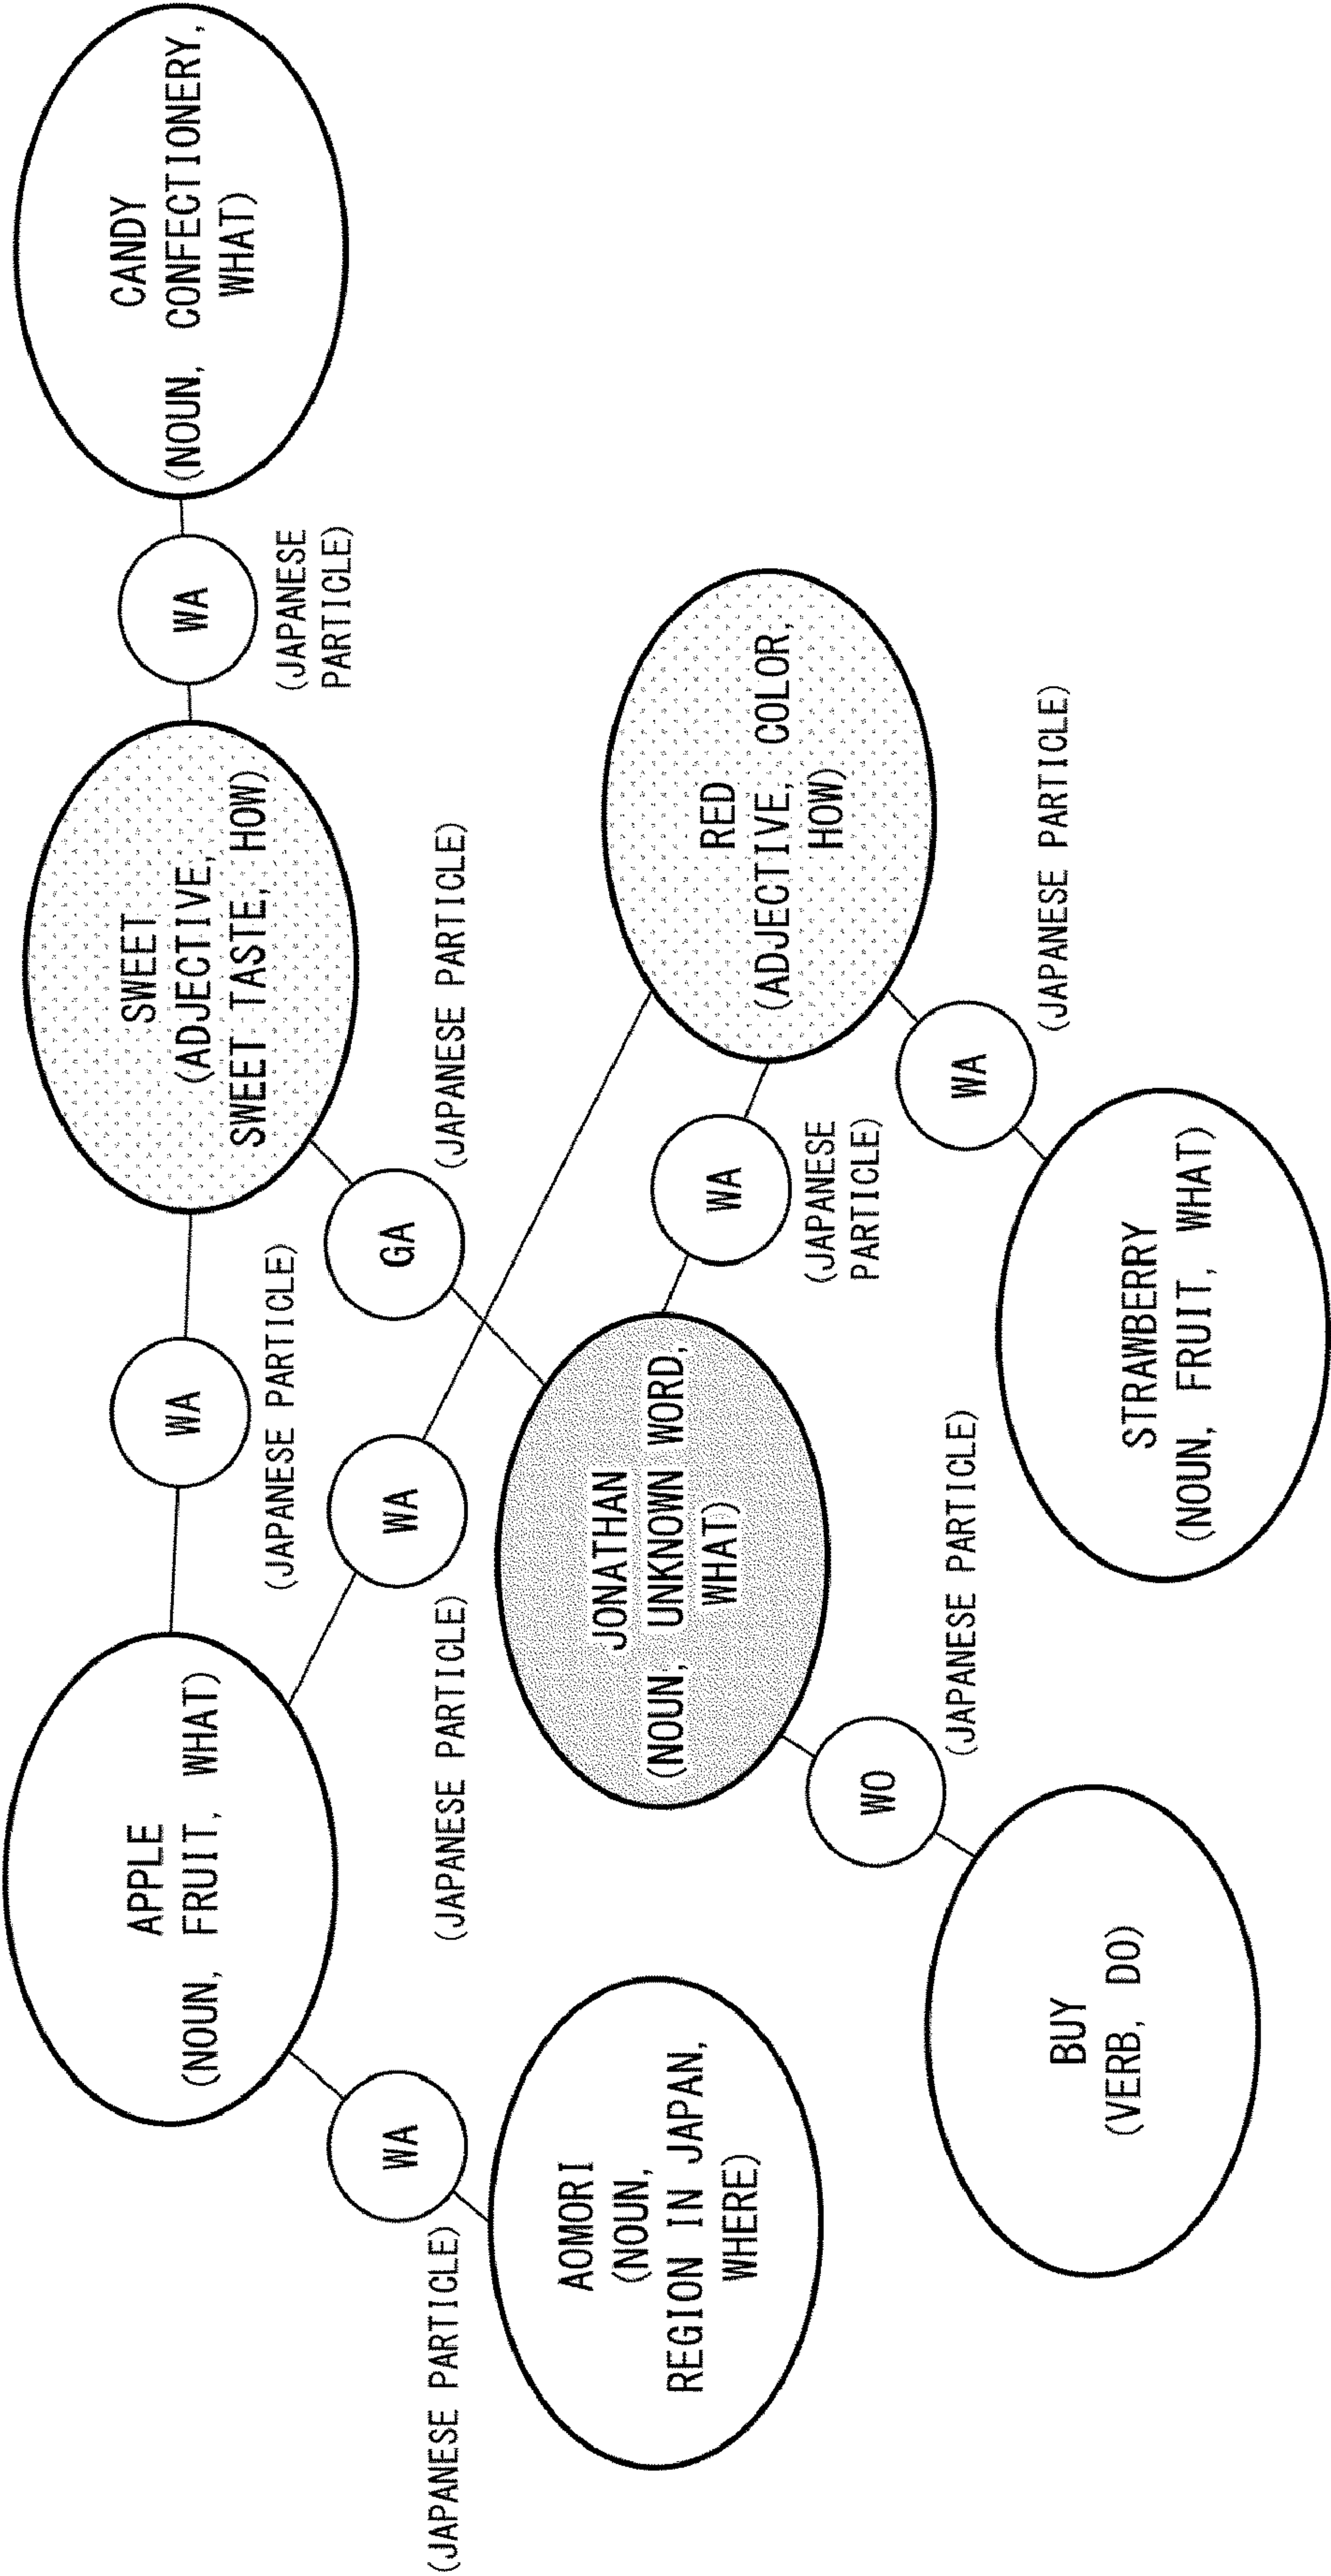 APPLE
(NOUN, FRUIT, WHAT)
WA
(JAPANESE PARTICLE)
SWEET
(ADJECTIVE,
SWEET TASTE, HOW)
WA
(JAPANESE
PARTICLE)
CANDY
(NOUN, CONFECTIONERY,
WHAT)
WA
(JAPANESE PARTICLE)
WA
(JAPANESE PARTICLE)
GA
(JAPANESE PARTICLE)
AOMORI
(NOUN,
REGION IN JAPAN,
WHERE)
JONATHAN
(NOUN, UNKNOWN WORD,
WHAT)
WA
(JAPANESE
PARTICLE)
RED
(ADJECTIVE, COLOR,
HOW)
WO
(JAPANESE PARTICLE)
WA
(JAPANESE PARTICLE)
BUY
(VERB, DO)
STRAWBERRY
(NOUN, FRUIT, WHAT)